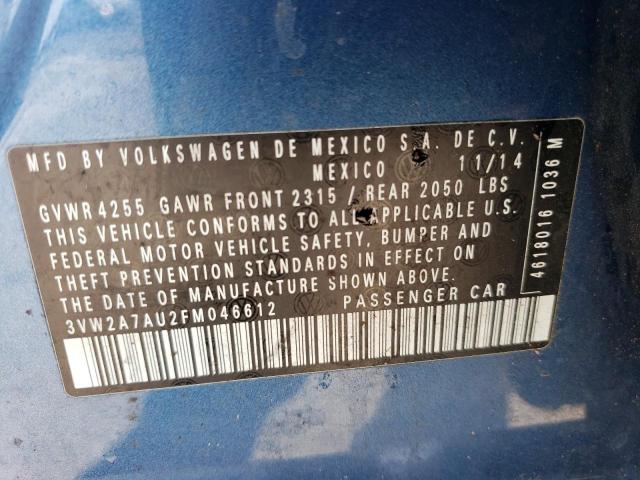 MFD BY VOLKSWAGEN DE MEXICO S.A. DE C.V.
MEXICO 11/14
GVWR 4255 GAWR FRONT 2315 / REAR 2050 LBS
THIS VEHICLE CONFORMS TO ALL APPLICABLE U.S.
FEDERAL MOTOR VEHICLE SAFETY, BUMPER AND
THEFT PREVENTION STANDARDS IN EFFECT ON
THE DATE OF MANUFACTURE SHOWN ABOVE.
3VW2A7AU2FM046612 PASSENGER CAR
4618016 1036 M